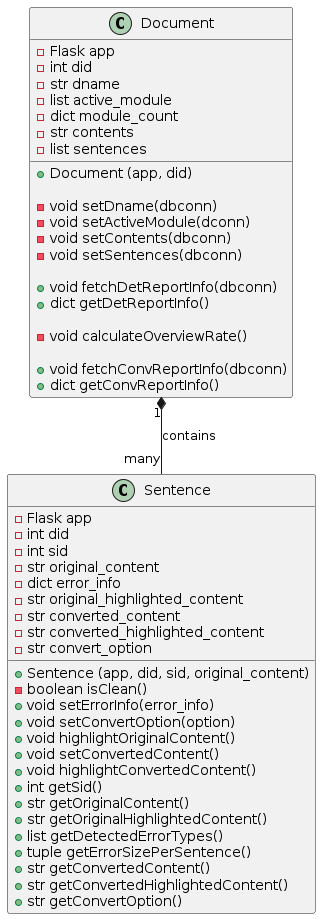 C Document
Flask app
int did
str dname
list active_module
dict module_count
str contents
list sentences
Document (app, did)
void setDname(dbconn)
void setActiveModule(dconn)
void setContents(dbconn)
void setSentences(dbconn)
void fetchDetReportInfo(dbconn)
dict getDetReportInfo()
void calculateOverviewRate()
void fetchConvReportInfo(dbconn)
dict getConvReportInfo()
1
contains
many
C Sentence
Flask app
int did
int sid
str original_content
dict error_info
str original_highlighted_content
str converted_content
str converted_highlighted_content
str convert_option
Sentence (app, did, sid, original_content)
boolean isClean()
void setErrorInfo(error_info)
void setConvertOption(option)
void highlightOriginalContent()
void setConvertedContent()
void highlightConvertedContent()
int getSid()
str getOriginalContent()
str getOriginalHighlightedContent()
list getDetectedErrorTypes()
tuple getErrorSizePerSentence()
str getConvertedContent()
str getConvertedHighlightedContent()
str getConvertOption()